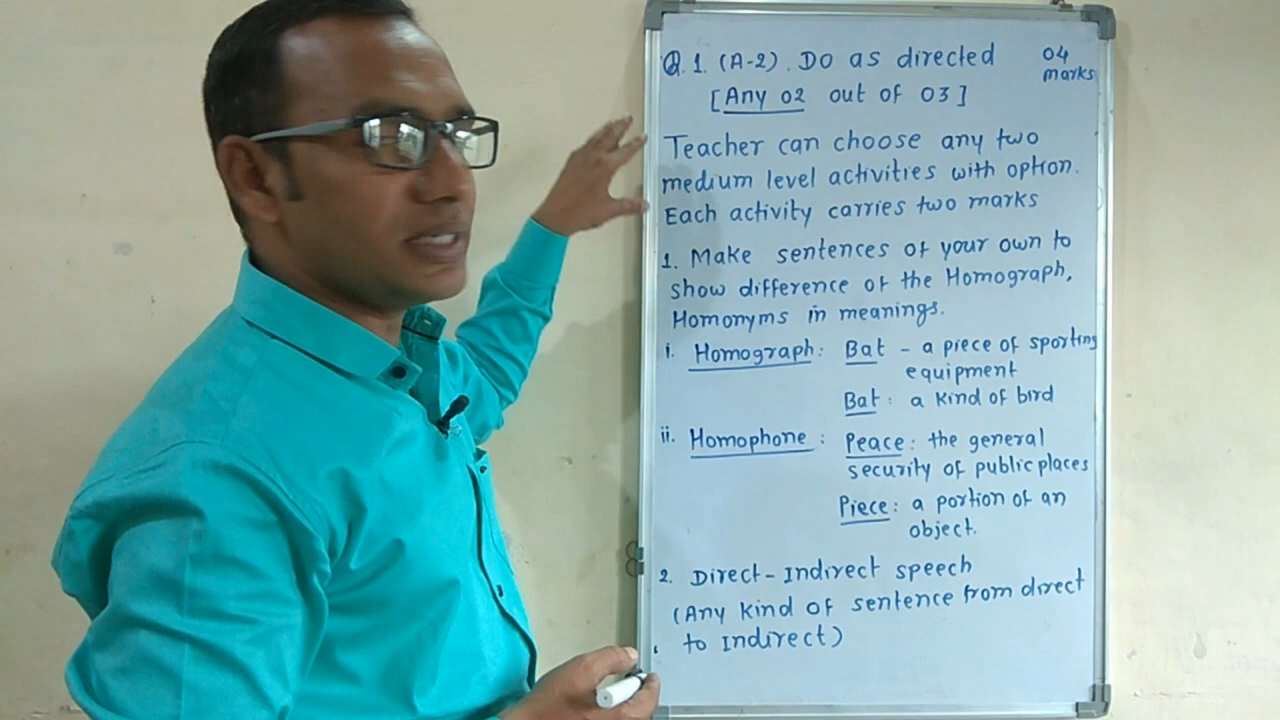 Q.1. (A-2). Do as directed 04 marks
[Any 02 out of 03]
Teacher can choose any two
medium level activities with option.
Each activity carries two marks
1. Make sentences of your own to
show difference of the Homograph,
Homonyms in meanings.
i. Homograph: Bat - a piece of sporting
equipment
Bat: a kind of bird
ii. Homophone: Peace: the general
security of public places
Piece: a portion of an
object.
2. Direct-Indirect speech
(Any kind of sentence from direct
to Indirect)